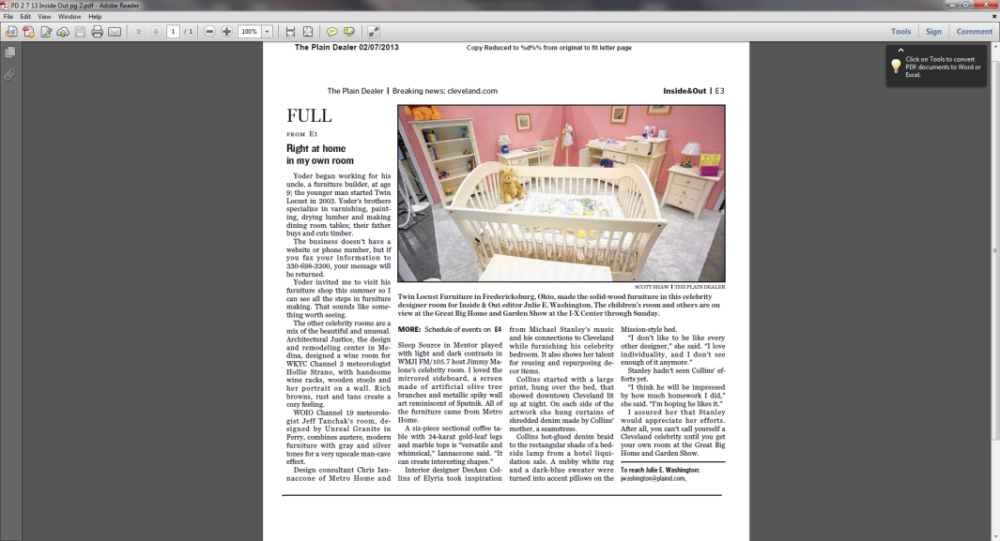 PD 2 7 13 Inside Out pg 2.pdf - Adobe Reader
File Edit View Window Help
1 / 1
100%
Tools Sign Comment
Click on Tools to convert
PDF documents to Word or
Excel.
The Plain Dealer 02/07/2013
Copy Reduced to %d%% from original to fit letter page
The Plain Dealer | Breaking news: cleveland.com
Inside&Out | E3
FULL
FROM E1
Right at home
in my own room
Yoder began working for his
uncle, a furniture builder, at age
9; the younger man started Twin
Locust in 2003. Yoder's brothers
specialize in varnishing, paint-
ing, drying lumber and making
dining room tables; their father
buys and cuts timber.
The business doesn't have a
website or phone number, but if
you fax your information to
330-698-3200, your message will
be returned.
Yoder invited me to visit his
furniture shop this summer so I
can see all the steps in furniture
making. That sounds like some-
thing worth seeing.
The other celebrity rooms are a
mix of the beautiful and unusual.
Architectural Justice, the design
and remodeling center in Me-
dina, designed a wine room for
WKYC Channel 3 meteorologist
Hollie Strano, with handsome
wine racks, wooden stools and
her portrait on a wall. Rich
browns, rust and tans create a
cozy feeling.
WOIO Channel 19 meteorolo-
gist Jeff Tanchak's room, de-
signed by Unreal Granite in
Perry, combines austere, modern
furniture with gray and silver
tones for a very upscale man-cave
effect.
Design consultant Chris Ian-
naccone of Metro Home and
SCOTT SHAW | THE PLAIN DEALER
Twin Locust Furniture in Fredericksburg, Ohio, made the solid-wood furniture in this celebrity
designer room for Inside & Out editor Julie E. Washington. The children's room and others are on
view at the Great Big Home and Garden Show at the I-X Center through Sunday.
MORE: Schedule of events on E4
Sleep Source in Mentor played
with light and dark contrasts in
WMJI FM/105.7 host Jimmy Ma-
lone's celebrity room. I loved the
mirrored sideboard, a screen
made of artificial olive tree
branches and metallic spiky wall
art reminiscent of Sputnik. All of
the furniture came from Metro
Home.
A six-piece sectional coffee ta-
ble with 24-karat gold-leaf legs
and marble tops is "versatile and
whimsical," Iannaccone said. "It
can create interesting shapes."
Interior designer DesAnn Col-
lins of Elyria took inspiration
from Michael Stanley's music
and his connections to Cleveland
while furnishing his celebrity
bedroom. It also shows her talent
for reusing and repurposing de-
cor items.
Collins started with a large
print, hung over the bed, that
showed downtown Cleveland lit
up at night. On each side of the
artwork she hung curtains of
shredded denim made by Collins'
mother, a seamstress.
Collins hot-glued denim braid
to the rectangular shade of a bed-
side lamp from a hotel liqui-
dation sale. A nubby white rug
and a dark-blue sweater were
turned into accent pillows on the
Mission-style bed.
"I don't like to be like every
other designer," she said. "I love
individuality, and I don't see
enough of it anymore."
Stanley hadn't seen Collins' ef-
forts yet.
"I think he will be impressed
by how much homework I did,"
she said. "I'm hoping he likes it."
I assured her that Stanley
would appreciate her efforts.
After all, you can't call yourself a
Cleveland celebrity until you get
your own room at the Great Big
Home and Garden Show.
To reach Julie E. Washington:
jwashington@plaind,